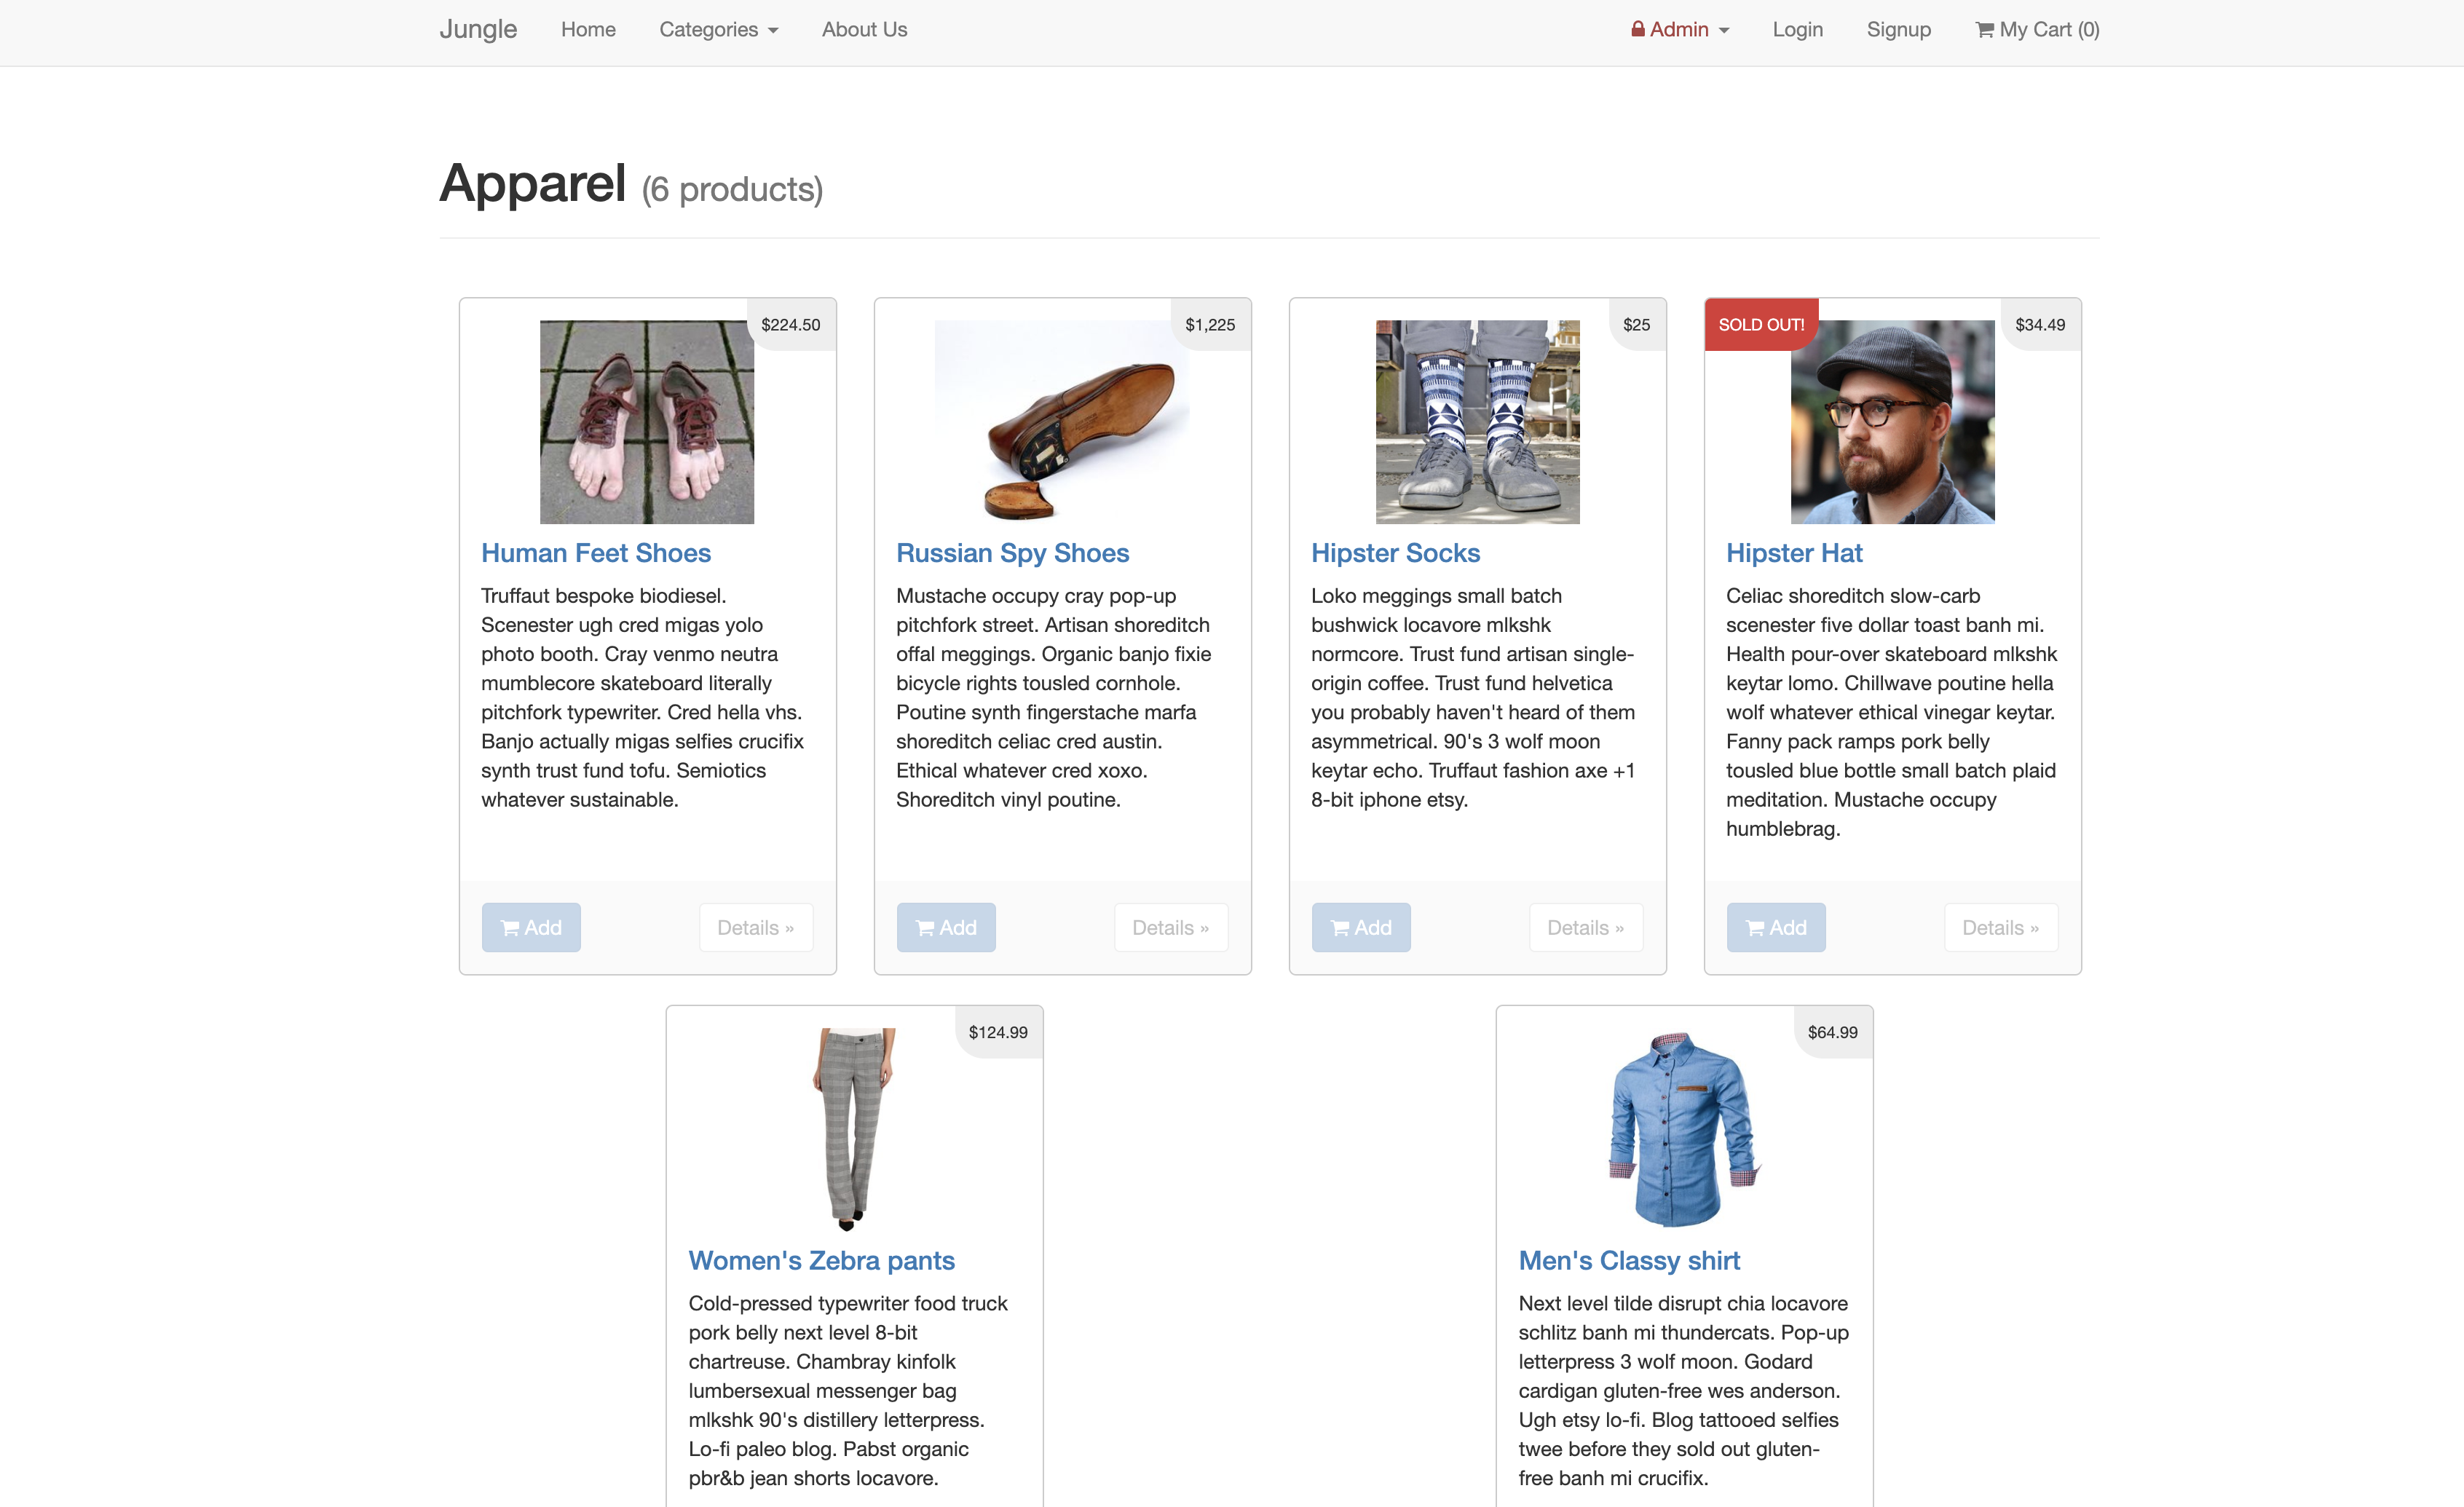 Jungle Home Categories About Us Admin Login Signup My Cart (0)
Apparel (6 products)
$224.50
Human Feet Shoes
Truffaut bespoke biodiesel.
Scenester ugh cred migas yolo
photo booth. Cray venmo neutra
mumblecore skateboard literally
pitchfork typewriter. Cred hella vhs.
Banjo actually migas selfies crucifix
synth trust fund tofu. Semiotics
whatever sustainable.
Add Details »
$1,225
Russian Spy Shoes
Mustache occupy cray pop-up
pitchfork street. Artisan shoreditch
offal meggings. Organic banjo fixie
bicycle rights tousled cornhole.
Poutine synth fingerstache marfa
shoreditch celiac cred austin.
Ethical whatever cred xoxo.
Shoreditch vinyl poutine.
Add Details »
$25
Hipster Socks
Loko meggings small batch
bushwick locavore mlkshk
normcore. Trust fund artisan single-
origin coffee. Trust fund helvetica
you probably haven't heard of them
asymmetrical. 90's 3 wolf moon
keytar echo. Truffaut fashion axe +1
8-bit iphone etsy.
Add Details »
SOLD OUT! $34.49
Hipster Hat
Celiac shoreditch slow-carb
scenester five dollar toast banh mi.
Health pour-over skateboard mlkshk
keytar lomo. Chillwave poutine hella
wolf whatever ethical vinegar keytar.
Fanny pack ramps pork belly
tousled blue bottle small batch plaid
meditation. Mustache occupy
humblebrag.
Add Details »
$124.99
Women's Zebra pants
Cold-pressed typewriter food truck
pork belly next level 8-bit
chartreuse. Chambray kinfolk
lumbersexual messenger bag
mlkshk 90's distillery letterpress.
Lo-fi paleo blog. Pabst organic
pbr&b jean shorts locavore.
$64.99
Men's Classy shirt
Next level tilde disrupt chia locavore
schlitz banh mi thundercats. Pop-up
letterpress 3 wolf moon. Godard
cardigan gluten-free wes anderson.
Ugh etsy lo-fi. Blog tattooed selfies
twee before they sold out gluten-
free banh mi crucifix.